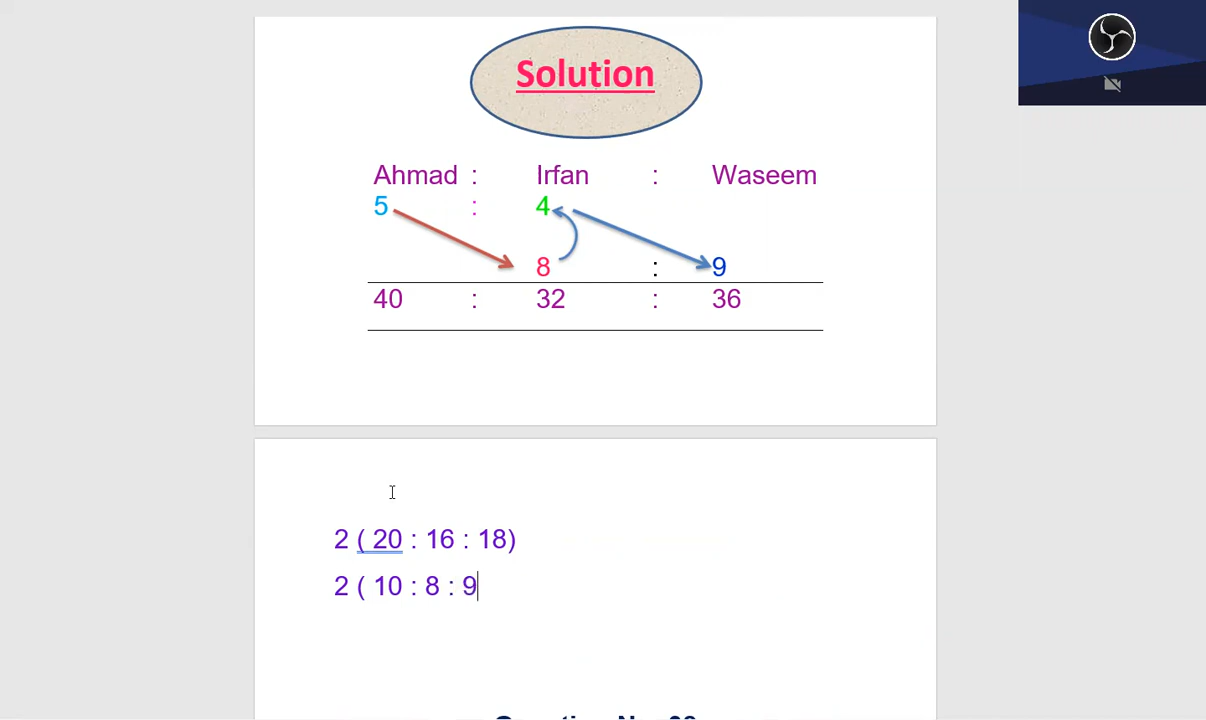 Solution
Ahmad : Irfan : Waseem
5 : 4
8 : 9
40 : 32 : 36
2 ( 20 : 16 : 18)
2 ( 10 : 8 : 9